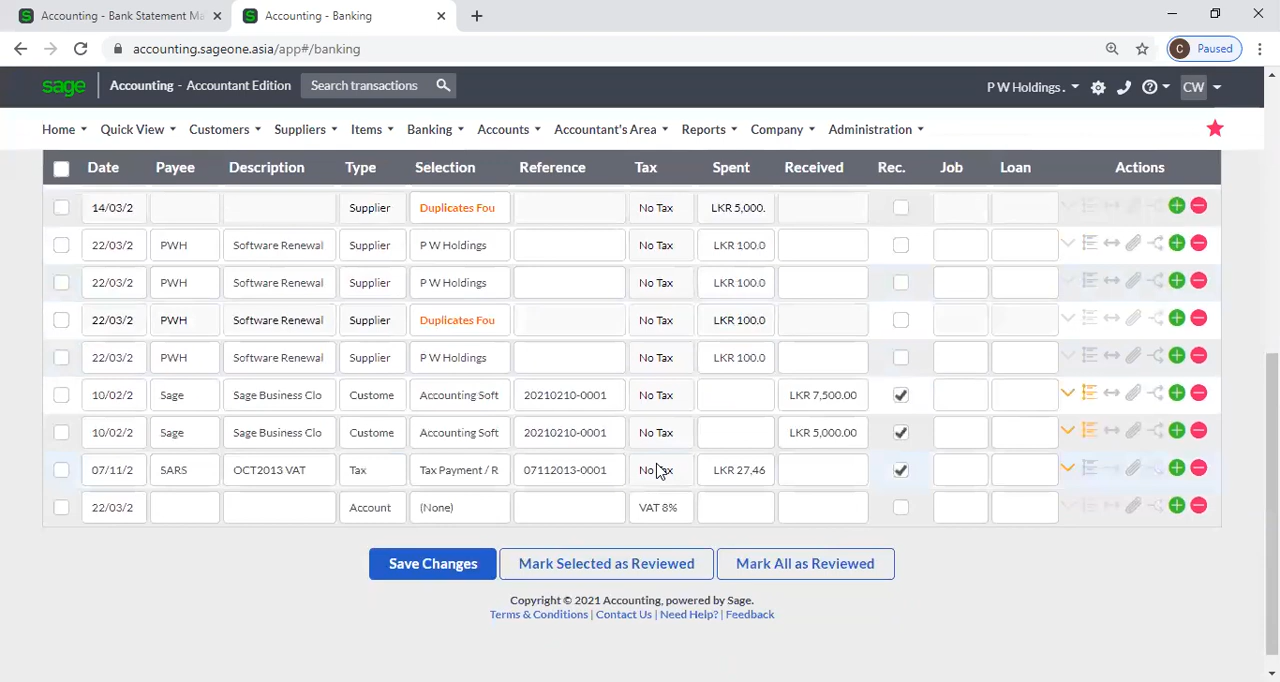 Accounting - Bank Statement Ma
Accounting - Banking
accounting.sageone.asia/app#/banking
C Paused
sage Accounting - Accountant Edition Search transactions P W Holdings . CW
Home Quick View Customers Suppliers Items Banking Accounts Accountant's Area Reports Company Administration
Date Payee Description Type Selection Reference Tax Spent Received Rec. Job Loan Actions
14/03/2 Supplier Duplicates Fou No Tax LKR 5,000.
22/03/2 PWH Software Renewal Supplier P W Holdings No Tax LKR 100.0
22/03/2 PWH Software Renewal Supplier P W Holdings No Tax LKR 100.0
22/03/2 PWH Software Renewal Supplier Duplicates Fou No Tax LKR 100.0
22/03/2 PWH Software Renewal Supplier P W Holdings No Tax LKR 100.0
10/02/2 Sage Sage Business Clo Custome Accounting Soft 20210210-0001 No Tax LKR 7,500.00
10/02/2 Sage Sage Business Clo Custome Accounting Soft 20210210-0001 No Tax LKR 5,000.00
07/11/2 SARS OCT2013 VAT Tax Tax Payment / R 07112013-0001 No Tax LKR 27,46
22/03/2 Account (None) VAT 8%
Save Changes Mark Selected as Reviewed Mark All as Reviewed
Copyright © 2021 Accounting, powered by Sage.
Terms & Conditions | Contact Us | Need Help? | Feedback